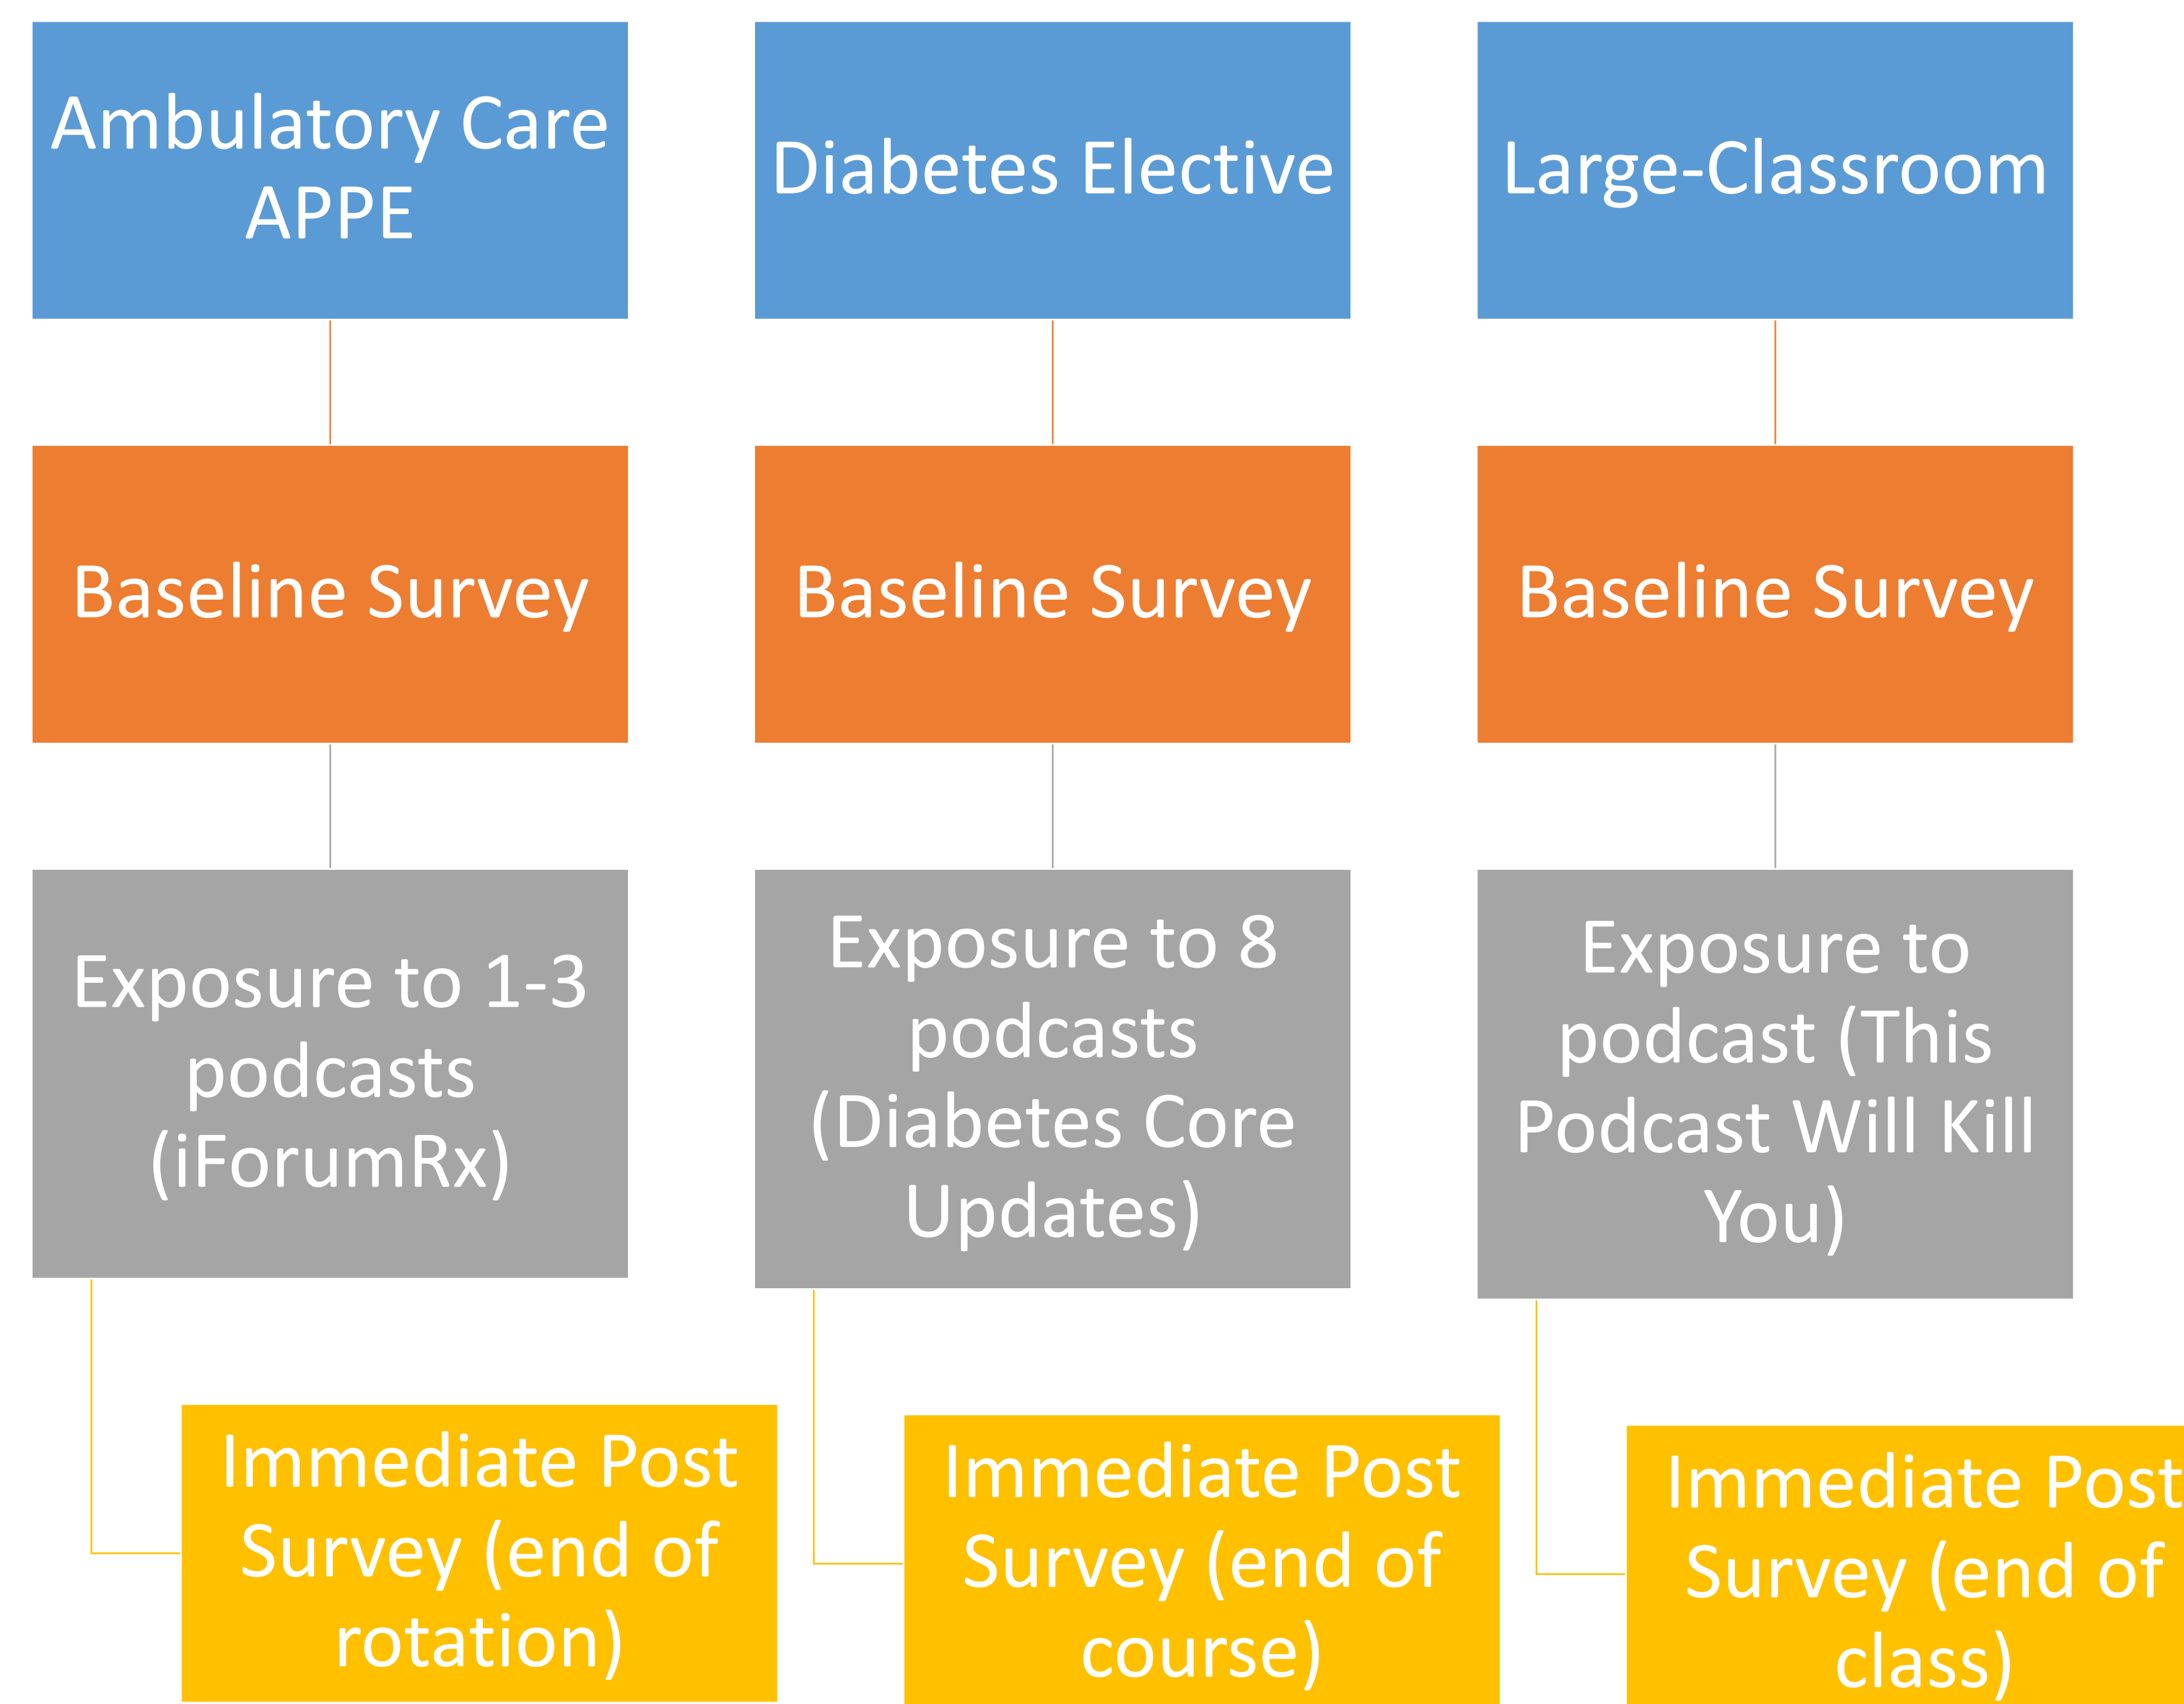 Ambulatory Care
APPE
Diabetes Elective
Large-Classroom
Baseline Survey
Baseline Survey
Baseline Survey
Exposure to 1-3
podcasts
(iForumRx)
Exposure to 8
podcasts
(Diabetes Core
Updates)
Exposure to
podcast (This
Podcast Will Kill
You)
Immediate Post
Survey (end of
rotation)
Immediate Post
Survey (end of
course)
Immediate Post
Survey (end of
class)